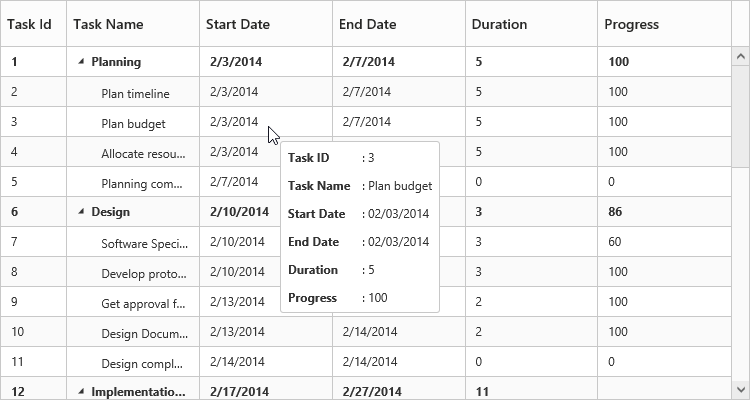 Task Id Task Name Start Date End Date Duration Progress
1 Planning 2/3/2014 2/7/2014 5 100
2 Plan timeline 2/3/2014 2/7/2014 5 100
3 Plan budget 2/3/2014 2/7/2014 5 100
4 Allocate resou... 2/3/2014 5 100
5 Planning com... 2/7/2014 0 0
6 Design 2/10/2014 3 86
7 Software Speci... 2/10/2014 3 60
8 Develop proto... 2/10/2014 3 100
9 Get approval f... 2/13/2014 2 100
10 Design Docum... 2/13/2014 2/14/2014 2 100
11 Design compl... 2/14/2014 2/14/2014 0 0
12 Implementatio... 2/17/2014 2/27/2014 11
Task ID : 3
Task Name : Plan budget
Start Date : 02/03/2014
End Date : 02/03/2014
Duration : 5
Progress : 100